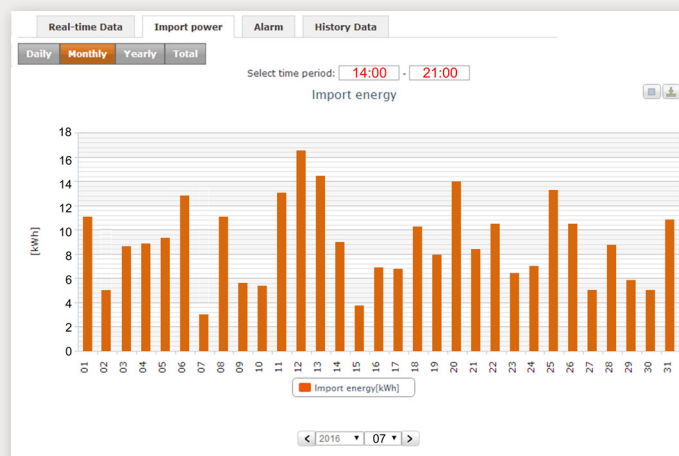 Real-time Data Import power Alarm History Data
Daily Monthly Yearly Total
Select time period: 14:00 - 21:00
Import energy
18
16
14
12
10
8
6
4
2
0
[kWh]
01 02 03 04 05 06 07 08 09 10 11 12 13 14 15 16 17 18 19 20 21 22 23 24 25 26 27 28 29 30 31
Import energy[kWh]
< 2016 ▼ 07 ▼ >